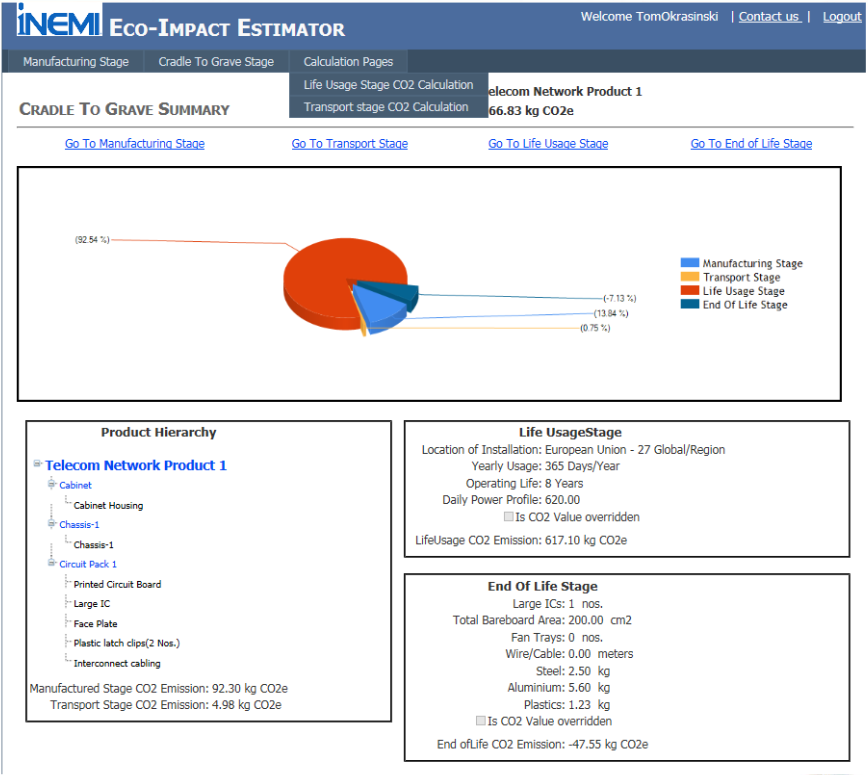 iNEMI Eco-Impact Estimator
Welcome TomOkrasinski | Contact us | Logout
Manufacturing Stage Cradle To Grave Stage Calculation Pages
Life Usage Stage CO2 Calculation
Transport stage CO2 Calculation
elecom Network Product 1
66.83 kg CO2e
Cradle To Grave Summary
Go To Manufacturing Stage Go To Transport Stage Go To Life Usage Stage Go To End of Life Stage
(92.54 %)
(-7.13 %)
(13.84 %)
(0.75 %)
Manufacturing Stage
Transport Stage
Life Usage Stage
End Of Life Stage
Product Hierarchy
Telecom Network Product 1
Cabinet
Cabinet Housing
Chassis-1
Chassis-1
Circuit Pack 1
Printed Circuit Board
Large IC
Face Plate
Plastic latch clips(2 Nos.)
Interconnect cabling
Manufactured Stage CO2 Emission: 92.30 kg CO2e
Transport Stage CO2 Emission: 4.98 kg CO2e
Life UsageStage
Location of Installation: European Union - 27 Global/Region
Yearly Usage: 365 Days/Year
Operating Life: 8 Years
Daily Power Profile: 620.00
Is CO2 Value overridden
LifeUsage CO2 Emission: 617.10 kg CO2e
End Of Life Stage
Large ICs: 1 nos.
Total Bareboard Area: 200.00 cm2
Fan Trays: 0 nos.
Wire/Cable: 0.00 meters
Steel: 2.50 kg
Aluminium: 5.60 kg
Plastics: 1.23 kg
Is CO2 Value overridden
End ofLife CO2 Emission: -47.55 kg CO2e